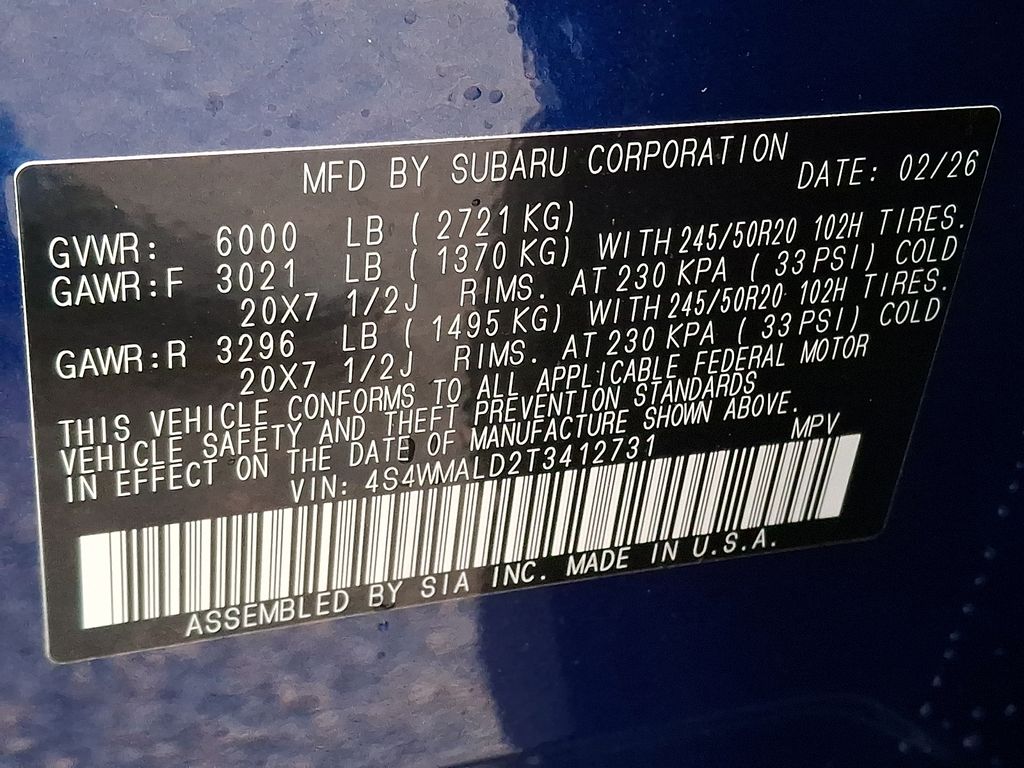 MFD BY SUBARU CORPORATION DATE: 02/26
GVWR: 6000 LB ( 2721 KG)
GAWR:F 3021 LB ( 1370 KG) WITH 245/50R20 102H TIRES.
20X7 1/2J RIMS. AT 230 KPA ( 33 PSI) COLD
GAWR:R 3296 LB ( 1495 KG) WITH 245/50R20 102H TIRES.
20X7 1/2J RIMS. AT 230 KPA ( 33 PSI) COLD
THIS VEHICLE CONFORMS TO ALL APPLICABLE FEDERAL MOTOR
VEHICLE SAFETY AND THEFT PREVENTION STANDARDS
IN EFFECT ON THE DATE OF MANUFACTURE SHOWN ABOVE.
VIN: 4S4WMALD2T3412731 MPV
ASSEMBLED BY SIA INC. MADE IN U.S.A.